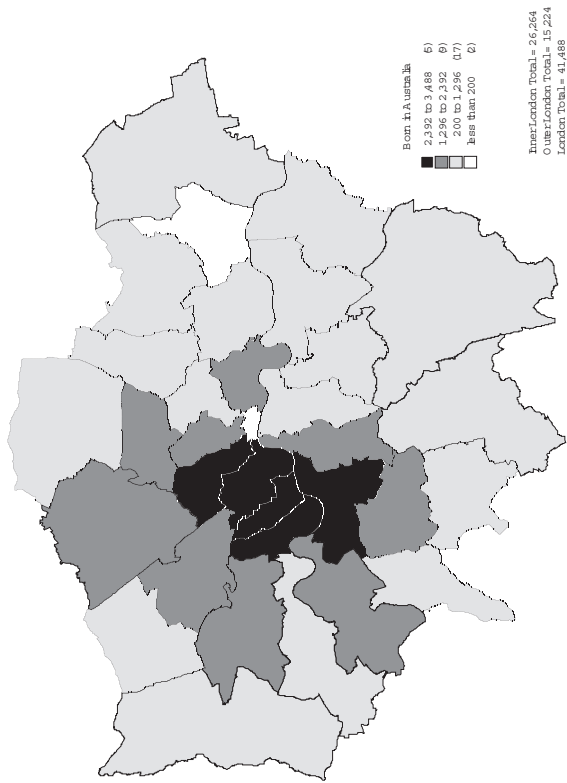 Born in Australia
2,392 to 3,488 (5)
1,296 to 2,392 (9)
200 to 1,296 (17)
less than 200 (2)
Inner London Total = 26,264
Outer London Total = 15,224
London Total = 41,488